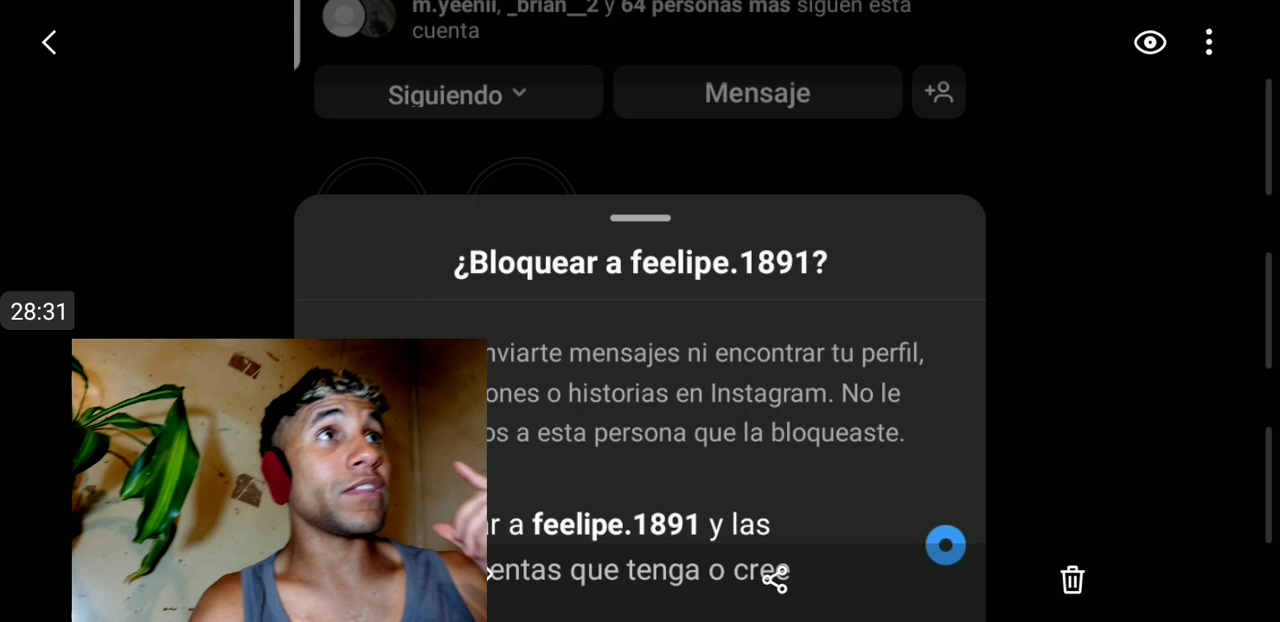 m.yeenii, _brian__2 y 64 personas más siguen esta
cuenta
Siguiendo
Mensaje
¿Bloquear a feelipe.1891?
28:31
nviarte mensajes ni encontrar tu perfil,
ones o historias en Instagram. No le
os a esta persona que la bloqueaste.
ar a feelipe.1891 y las
entas que tenga o cree